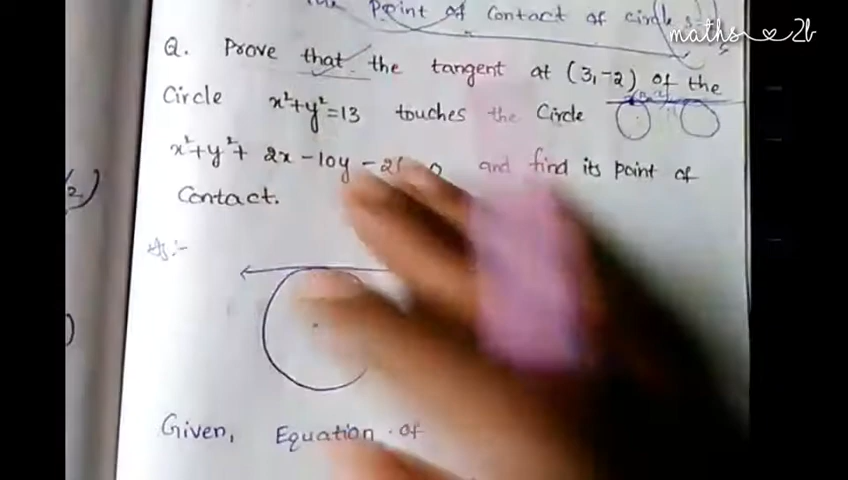 Point of Contact of circle
maths 2b
Q. Prove that the tangent at (3,-2) of the
Circle x²+y²=13 touches the Circle
x²+y²+ 2x -10y and find its point of
Contact.
Given, Equation of